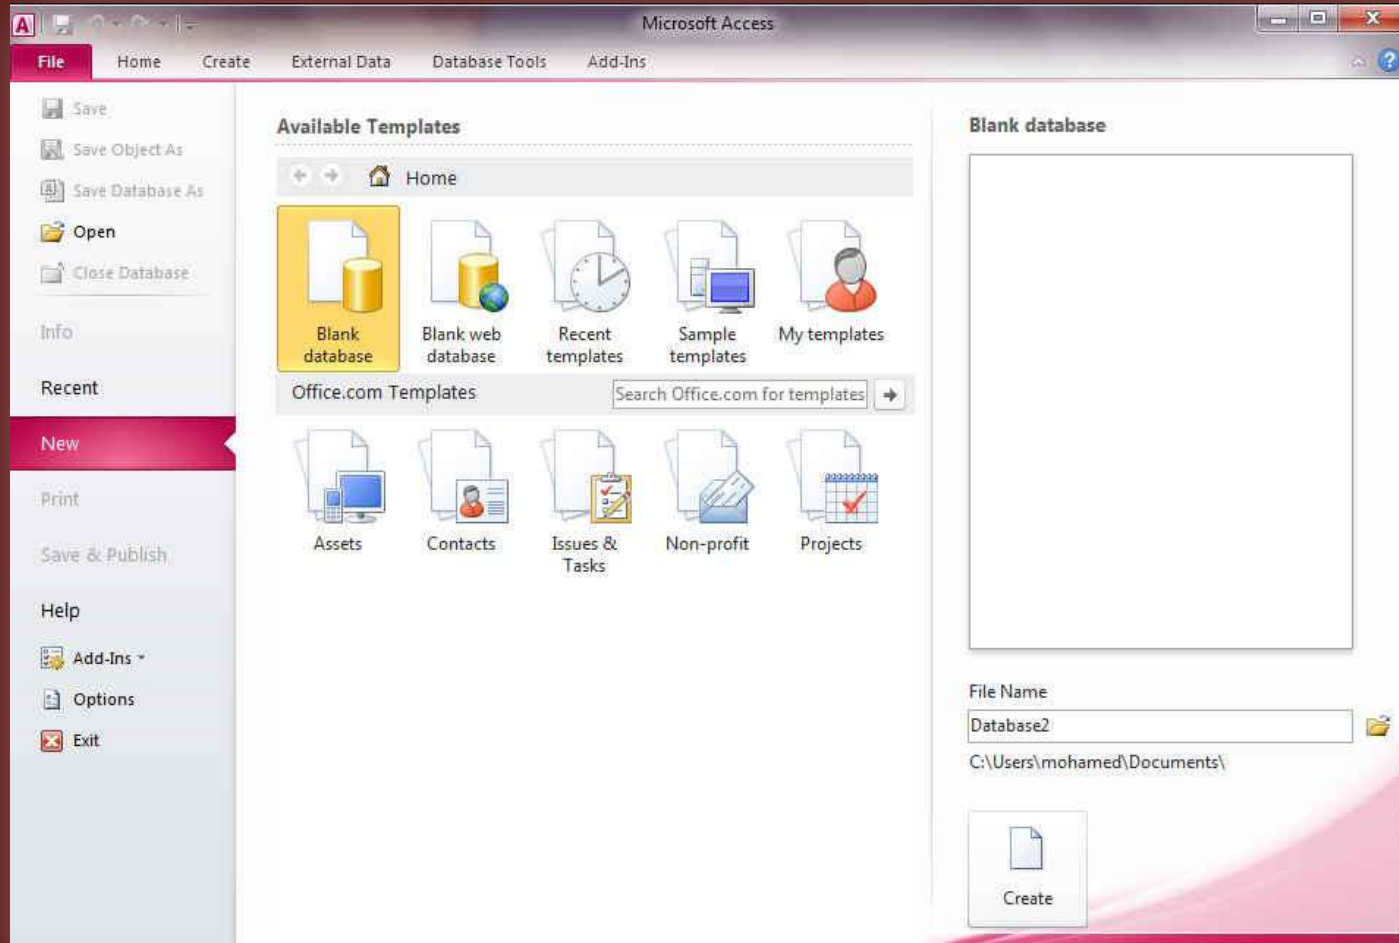 Microsoft Access
File Home Create External Data Database Tools Add-Ins
Save
Save Object As
Save Database As
Open
Close Database
Info
Recent
New
Print
Save & Publish
Help
Add-Ins
Options
Exit
Available Templates
Home
Blank
database
Blank web
database
Recent
templates
Sample
templates
My templates
Office.com Templates
Search Office.com for templates
Assets
Contacts
Issues &
Tasks
Non-profit
Projects
Blank database
File Name
Database2
C:\Users\mohamed\Documents\
Create